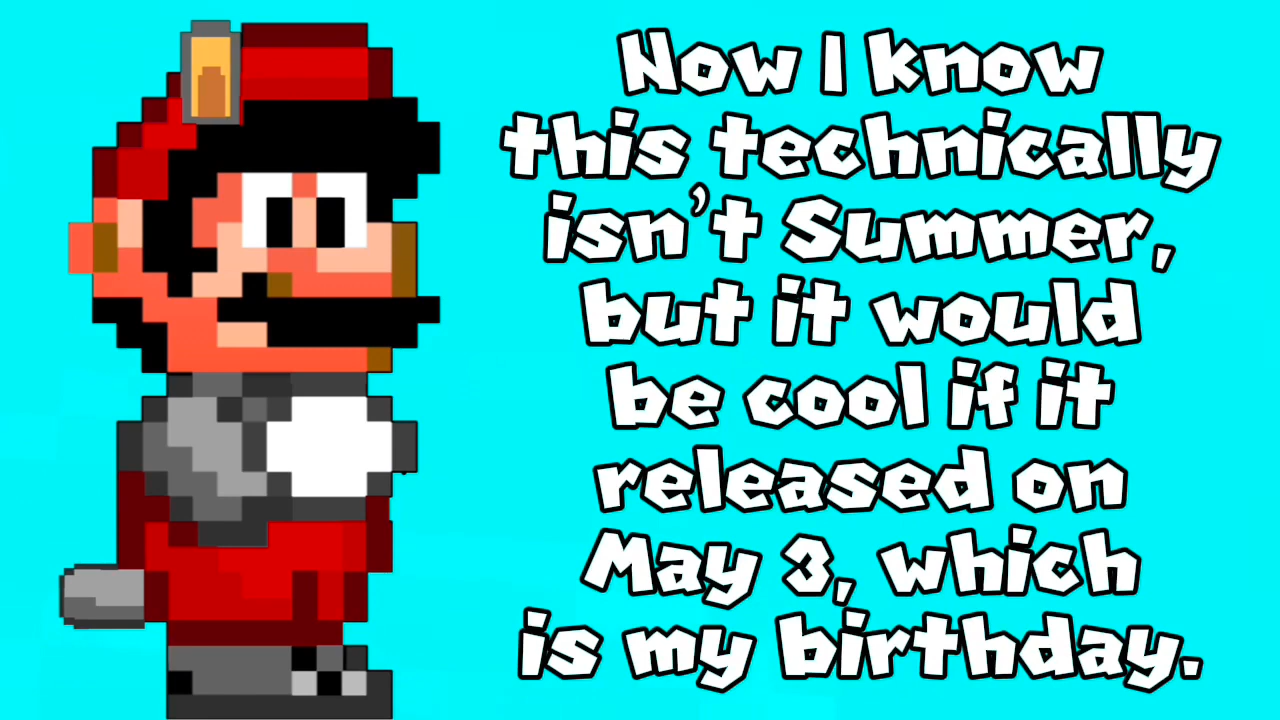 Now I know
this technically
isn't Summer,
but it would
be cool if it
released on
May 3, which
is my birthday.